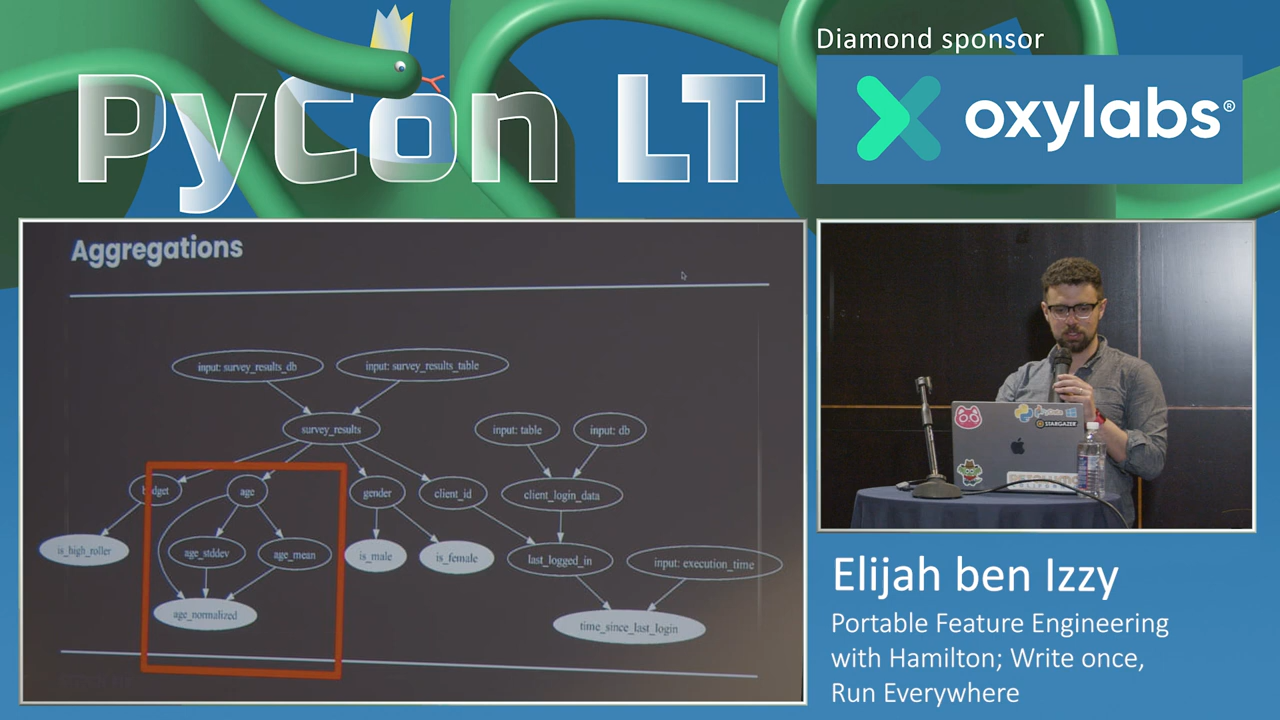 PyCon LT
Diamond sponsor
oxylabs®
Aggregations
input: survey_results_db
input: survey_results_table
survey_results
input: table
input: db
budget
age
gender
client_id
client_login_data
is_high_roller
age_stddev
age_mean
is_male
is_female
last_logged_in
input: execution_time
age_normalized
time_since_last_login
STARGAZER
Elijah ben Izzy
Portable Feature Engineering
with Hamilton; Write once,
Run Everywhere